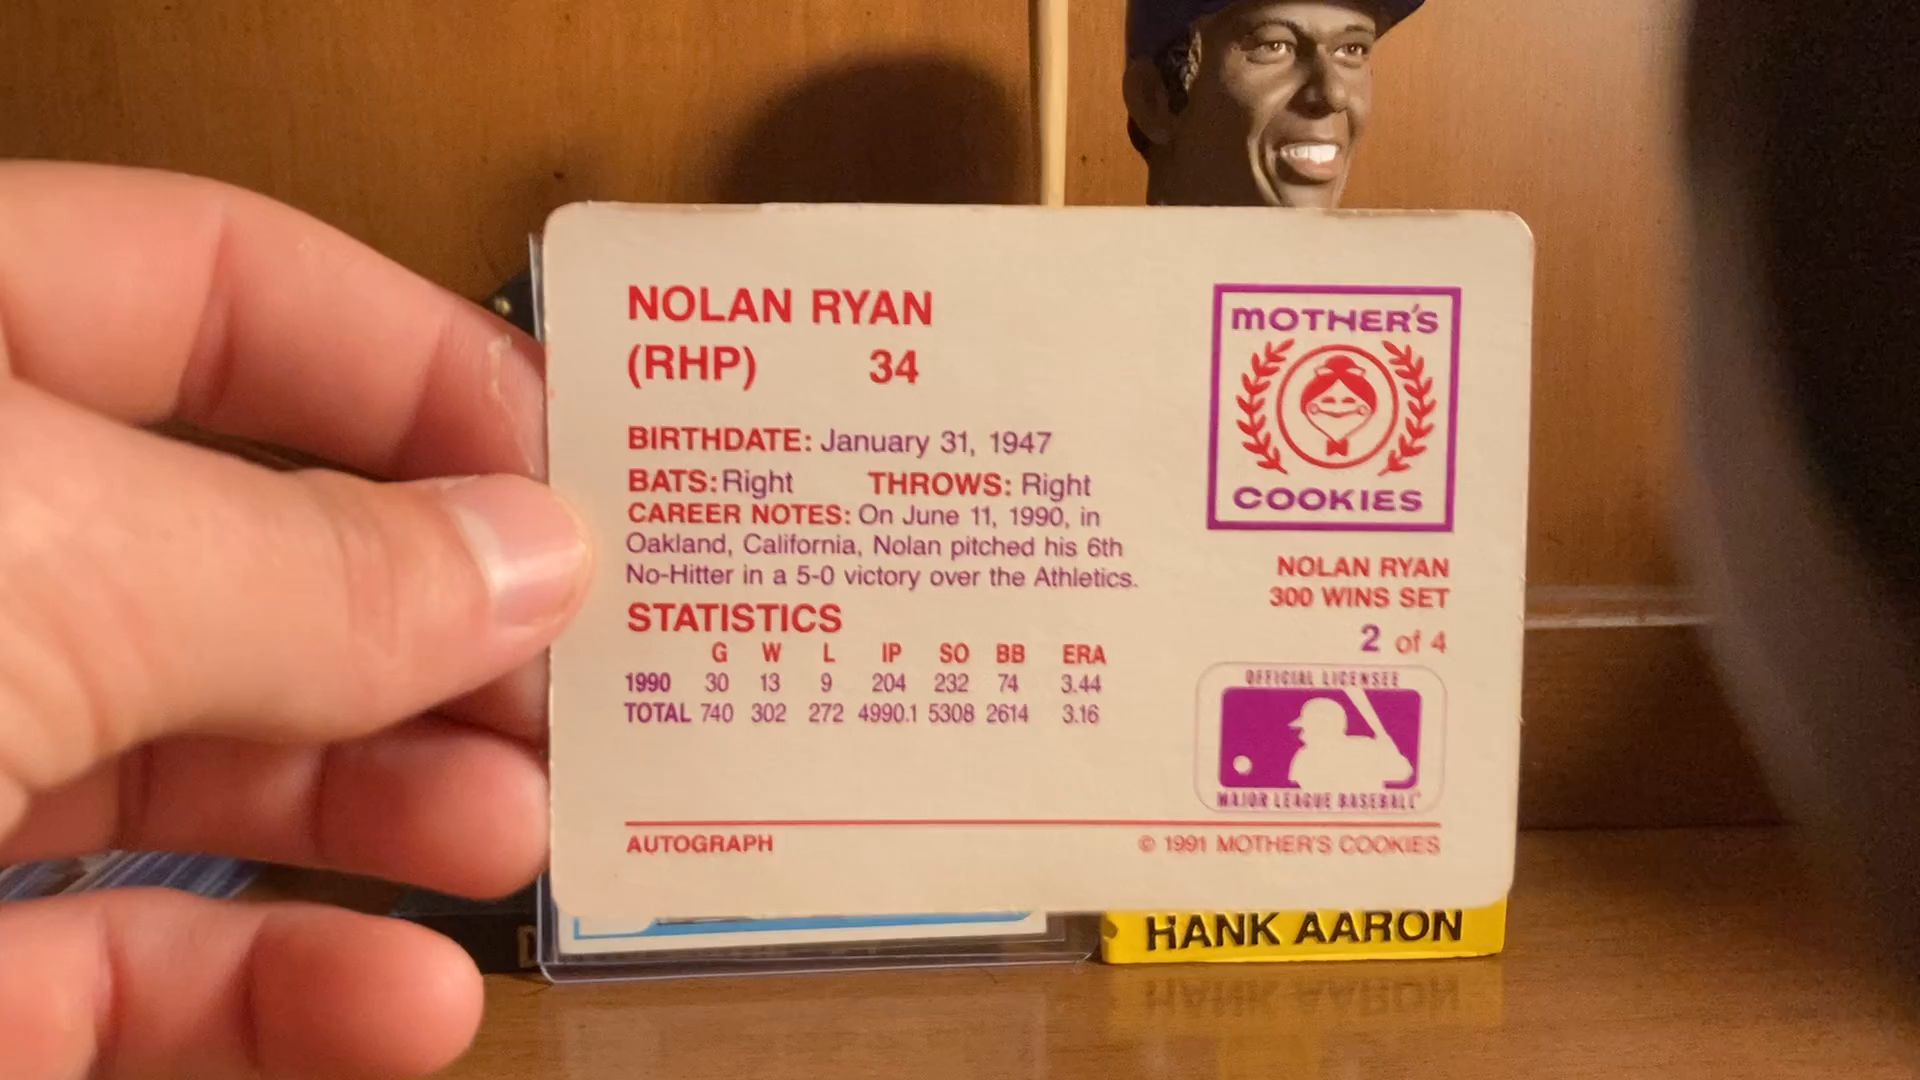 NOLAN RYAN
(RHP) 34
BIRTHDATE: January 31, 1947
BATS: Right THROWS: Right
CAREER NOTES: On June 11, 1990, in
Oakland, California, Nolan pitched his 6th
No-Hitter in a 5-0 victory over the Athletics.
STATISTICS
G W L IP SO BB ERA
1990 30 13 9 204 232 74 3.44
TOTAL 740 302 272 4990.1 5308 2614 3.16
AUTOGRAPH
MOTHER'S
COOKIES
NOLAN RYAN
300 WINS SET
2 of 4
OFFICIAL LICENSEE
MAJOR LEAGUE BASEBALL
© 1991 MOTHER'S COOKIES
HANK AARON